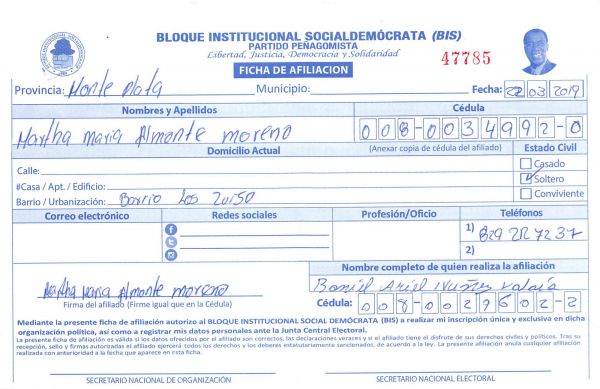 BLOQUE INSTITUCIONAL SOCIALDEMÓCRATA (BIS)
PARTIDO PEÑAGOMISTA
Libertad, Justicia, Democracia y Solidaridad
47785
FICHA DE AFILIACION
Provincia: Monte Plata Municipio: Fecha: 22 03 2019
Nombres y Apellidos Cédula
Martha Maria Almonte moreno 008-0034992-0
Domicilio Actual (Anexar copia de cédula del afiliado) Estado Civil
Calle: Casado
#Casa / Apt. / Edificio: Soltero
Barrio / Urbanización: Barrio Los Conviviente
Correo electrónico Redes sociales Profesión/Oficio Teléfonos
1) 829 212 7237
2)
Nombre completo de quien realiza la afiliación
Martha Maria Almonte moreno Ariel
Firma del afiliado (Firme igual que en la Cédula) Cédula: 008-0029602-2
Mediante la presente ficha de afiliación autorizo al BLOQUE INSTITUCIONAL SOCIAL DEMÓCRATA (BIS) a realizar mi inscripción única y exclusiva en dicha
organización política, así como a registrar mis datos personales ante la Junta Central Electoral.
La presente ficha de afiliación es válida si los datos ofrecidos por el afiliado son correctos, las declaraciones veraces y si el afiliado tiene el disfrute de sus derechos civiles y políticos. Tras su
recepción, sello y firmas autorizadas el afiliado ejercerá todos los derechos y los deberes estatutariamente sancionados, de acuerdo a la ley. La presente afiliación anula cualquier afiliación
realizada con anterioridad a la fecha que aparece en esta ficha.
SECRETARIO NACIONAL DE ORGANIZACIÓN SECRETARIO NACIONAL ELECTORAL